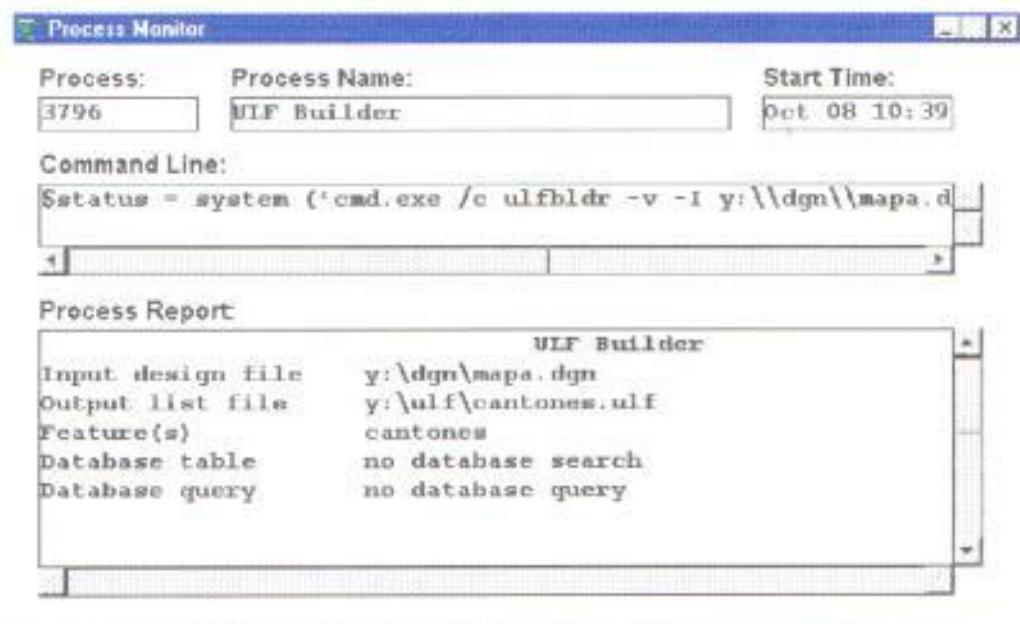 Process Monitor
Process: Process Name: Start Time:
3796 ULF Builder Oct 08 10:39
Command Line:
$status = system ('cmd.exe /c ulfbldr -v -I y:\\dgn\\mapa.d
Process Report:
ULF Builder
Input design file y:\dgn\mapa.dgn
Output list file y:\ulf\cantones.ulf
Feature(s) cantones
Database table no database search
Database query no database query